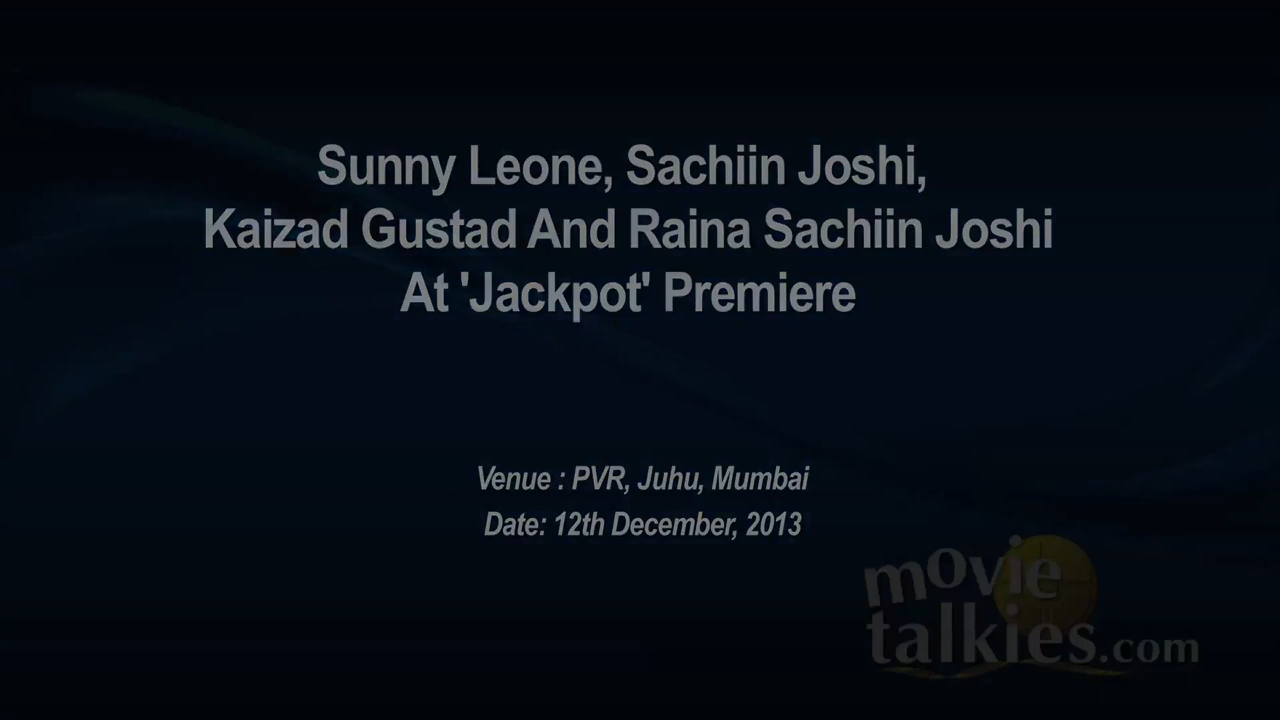 Sunny Leone, Sachiin Joshi,
Kaizad Gustad And Raina Sachiin Joshi
At 'Jackpot' Premiere
Venue : PVR, Juhu, Mumbai
Date: 12th December, 2013
movie
talkies.com